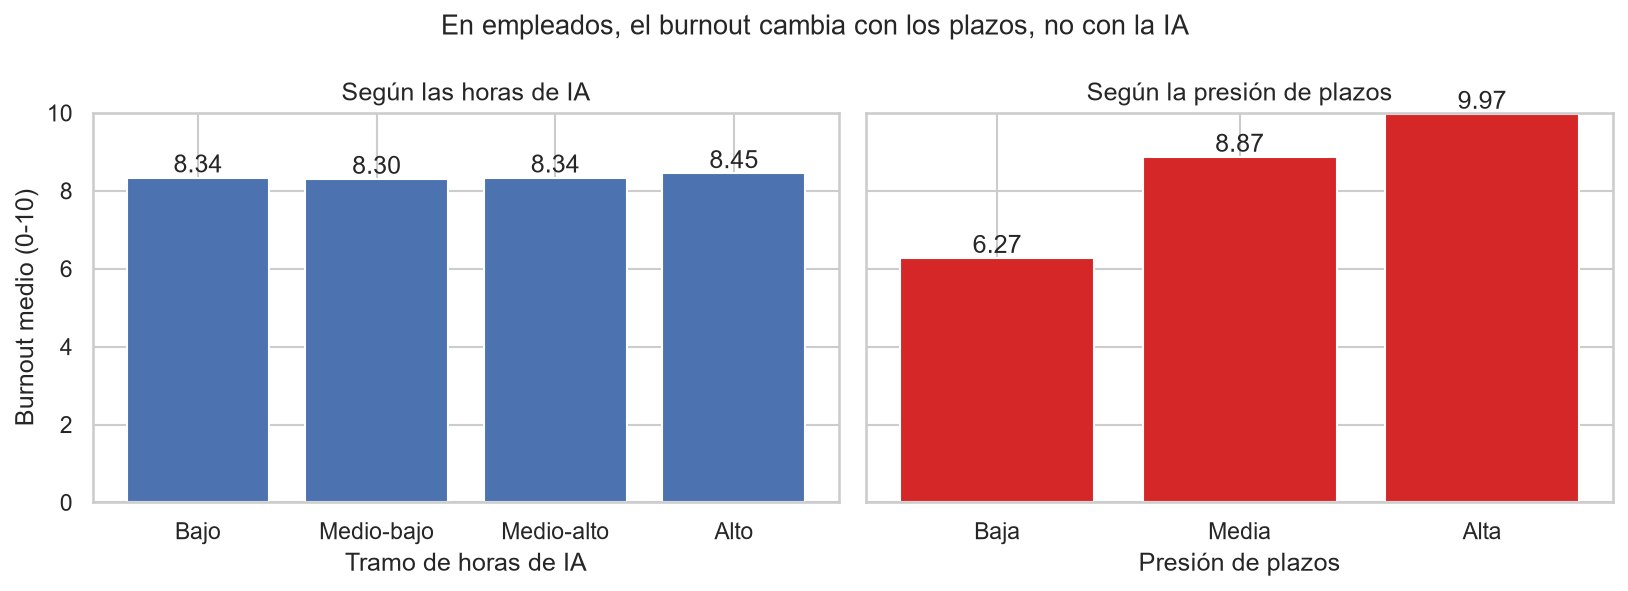 En empleados, el burnout cambia con los plazos, no con la IA
Según las horas de IA
Burnout medio (0-10)
10
8
6
4
2
0
8.34
8.30
8.34
8.45
Bajo
Medio-bajo
Medio-alto
Alto
Tramo de horas de IA
Según la presión de plazos
6.27
8.87
9.97
Baja
Media
Alta
Presión de plazos